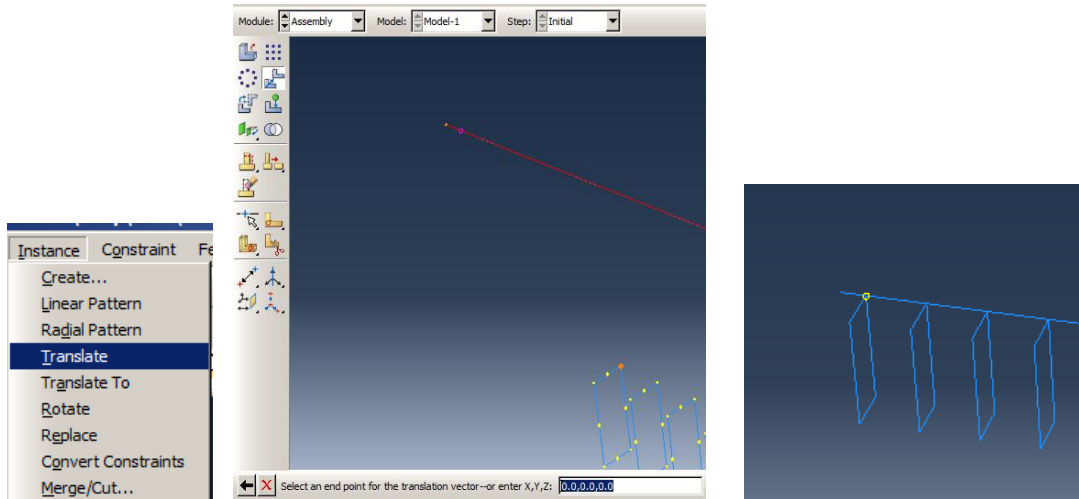 Instance Constraint Fe
Create...
Linear Pattern
Radial Pattern
Translate
Translate To
Rotate
Replace
Convert Constraints
Merge/Cut...
Module: Assembly Model: Model-1 Step: Initial
Select an end point for the translation vector--or enter X,Y,Z: 0.0,0.0,0.0